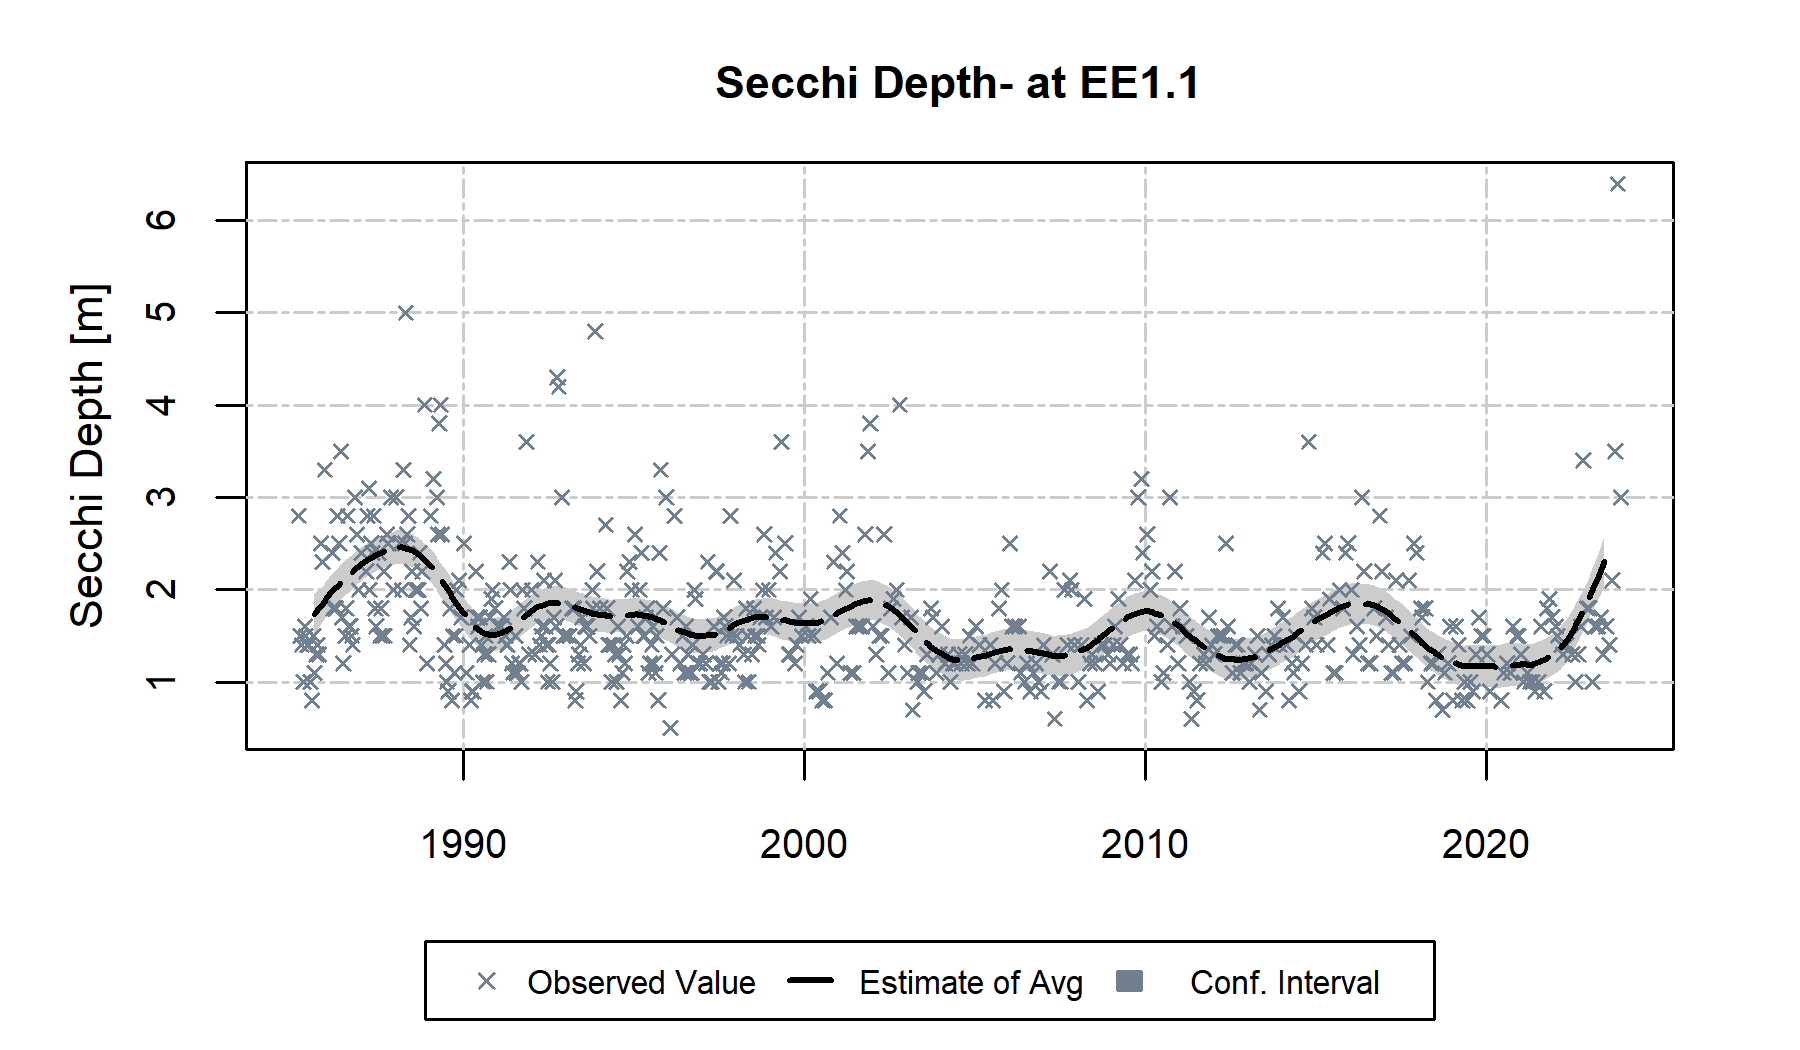 Secchi Depth- at EE1.1
Secchi Depth [m]
6
5
4
3
2
1
1990 2000 2010 2020
Observed Value Estimate of Avg Conf. Interval